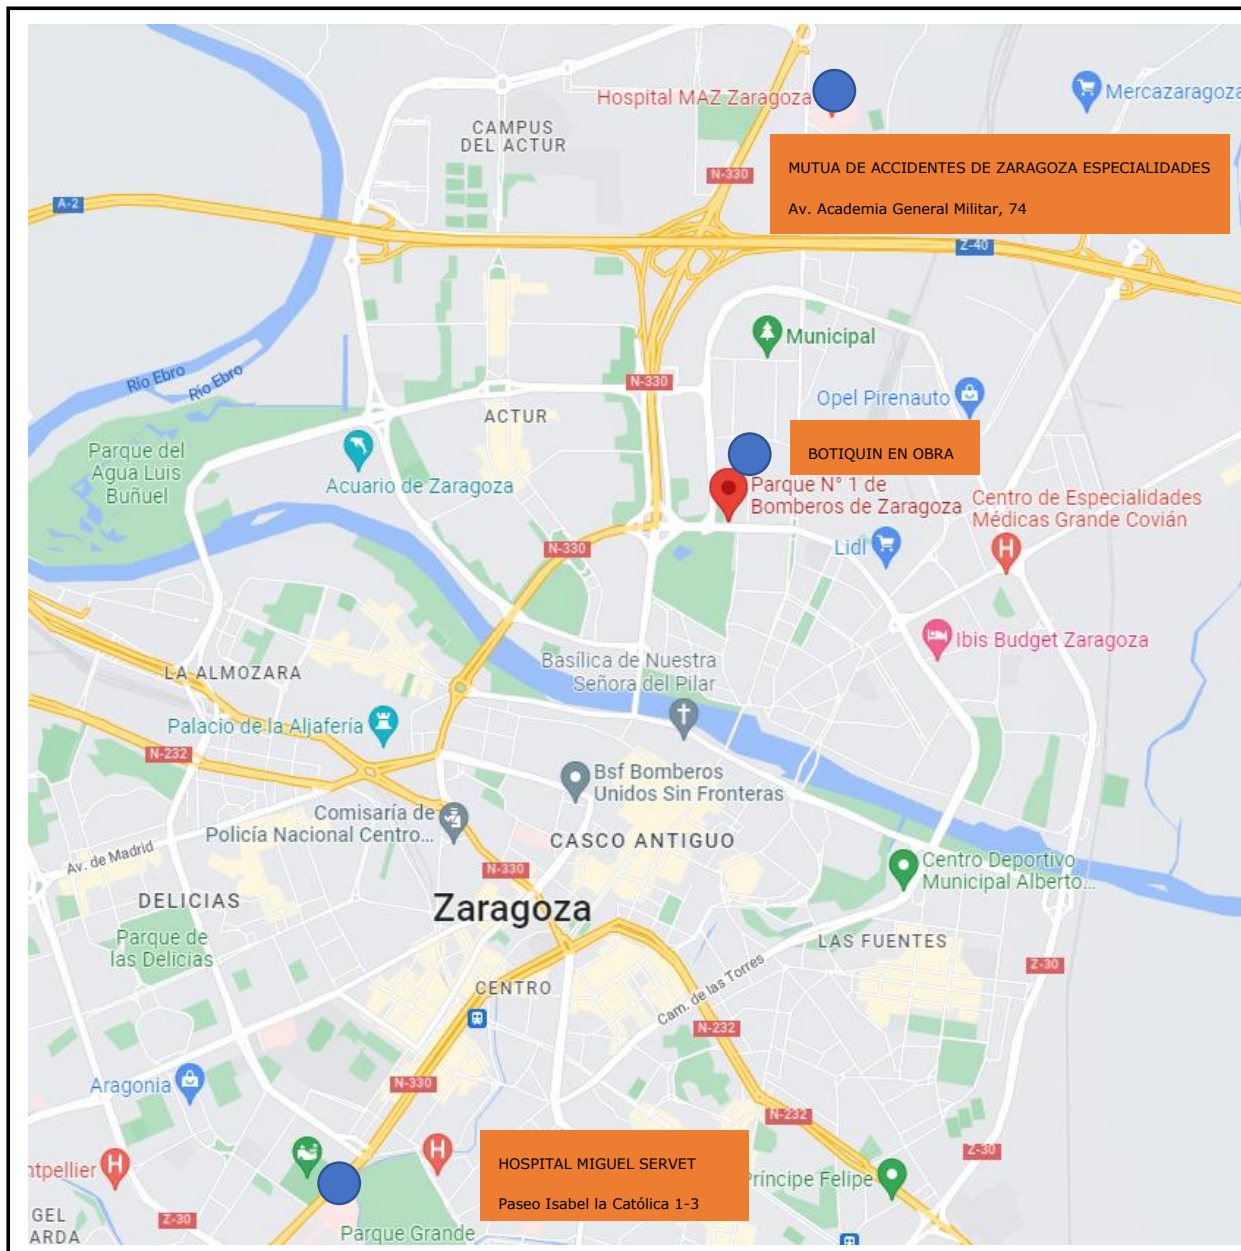 Hospital MAZ Zaragoza
Mercazaragoza
CAMPUS
DEL ACTUR
MUTUA DE ACCIDENTES DE ZARAGOZA ESPECIALIDADES
Av. Academia General Militar, 74
N-330
A-2
Z-40
Municipal
Río Ebro
Río Ebro
N-330
Opel Pirenauto
ACTUR
Parque del
Agua Luis
Buñuel
Acuario de Zaragoza
BOTIQUIN EN OBRA
Parque N° 1 de
Bomberos de Zaragoza
Centro de Especialidades
Médicas Grande Covián
H
N-330
Lidl
Ibis Budget Zaragoza
Basílica de Nuestra
Señora del Pilar
LA ALMOZARA
Palacio de la Aljafería
N-232
Bsf Bomberos
Unidos Sin Fronteras
Comisaría de
Policía Nacional Centro...
CASCO ANTIGUO
Av. de Madrid
N-330
Centro Deportivo
Municipal Alberto...
DELICIAS
Zaragoza
Parque de
las Delicias
LAS FUENTES
Z-30
CENTRO
Cam. de las Torres
N-232
Aragonia
N-330
N-232
Z-30
H
HOSPITAL MIGUEL SERVET
Paseo Isabel la Católica 1-3
ntpellier
H
Príncipe Felipe
GEL
ARDA
Z-30
Parque Grande